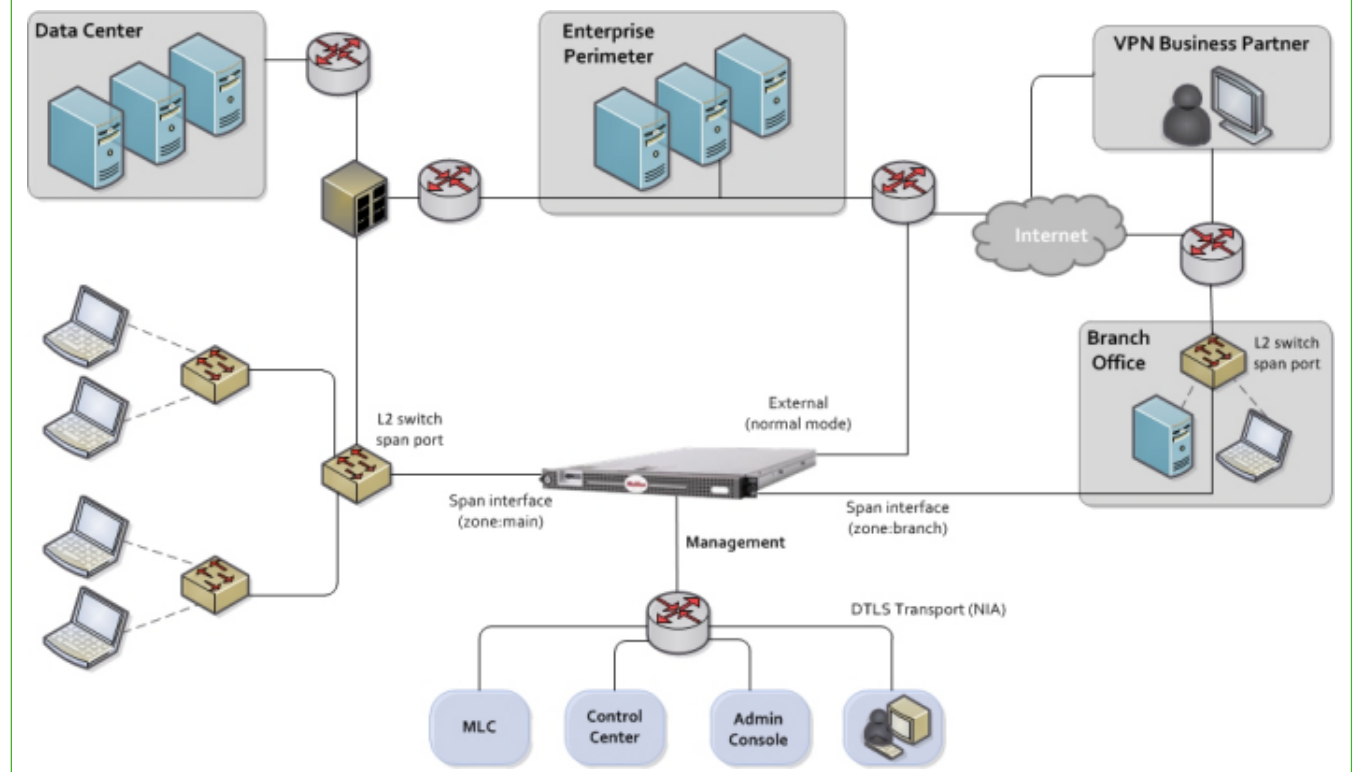 Data Center
Enterprise
Perimeter
VPN Business Partner
Internet
Branch
Office
L2 switch
span port
L2 switch
span port
External
(normal mode)
Span interface
(zone:main)
Span interface
(zone:branch)
Management
DTLS Transport (NIA)
MLC
Control
Center
Admin
Console